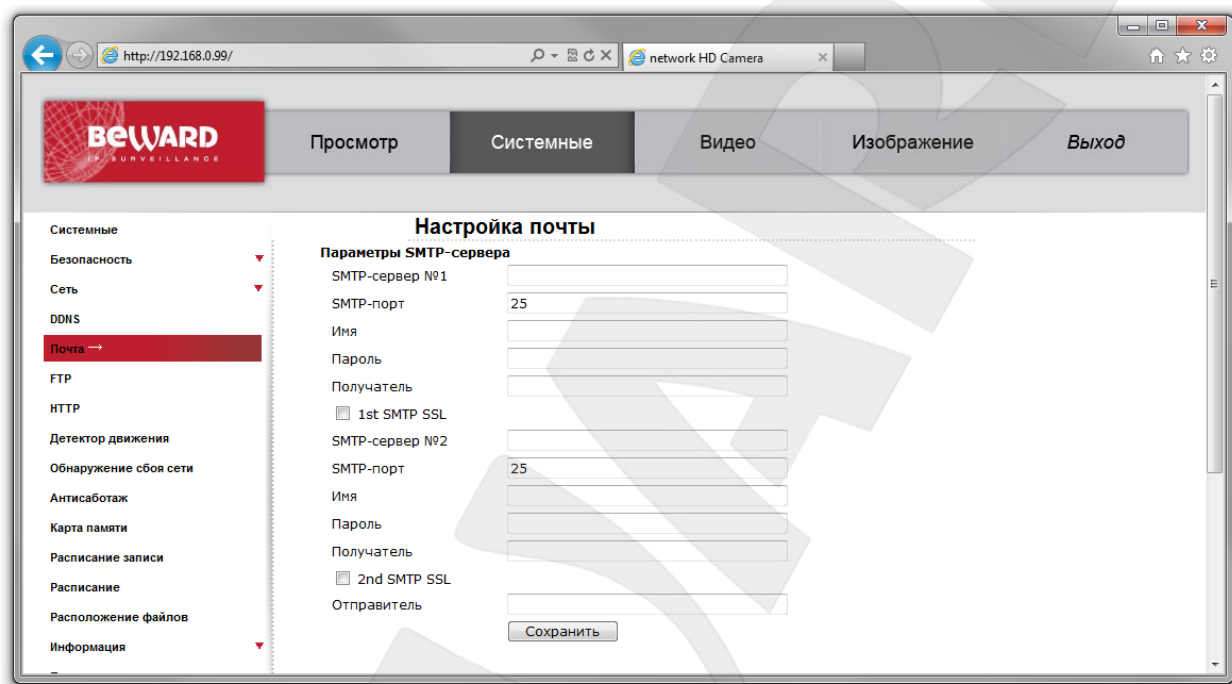 http://192.168.0.99/
network HD Camera
BEWARD
IP SURVEILLANCE
Просмотр
Системные
Видео
Изображение
Выход
Системные
Безопасность
Сеть
DDNS
Почта →
FTP
HTTP
Детектор движения
Обнаружение сбоя сети
Антисаботаж
Карта памяти
Расписание записи
Расписание
Расположение файлов
Информация
Настройка почты
Параметры SMTP-сервера
SMTP-сервер №1
SMTP-порт 25
Имя
Пароль
Получатель
1st SMTP SSL
SMTP-сервер №2
SMTP-порт 25
Имя
Пароль
Получатель
2nd SMTP SSL
Отправитель
Сохранить